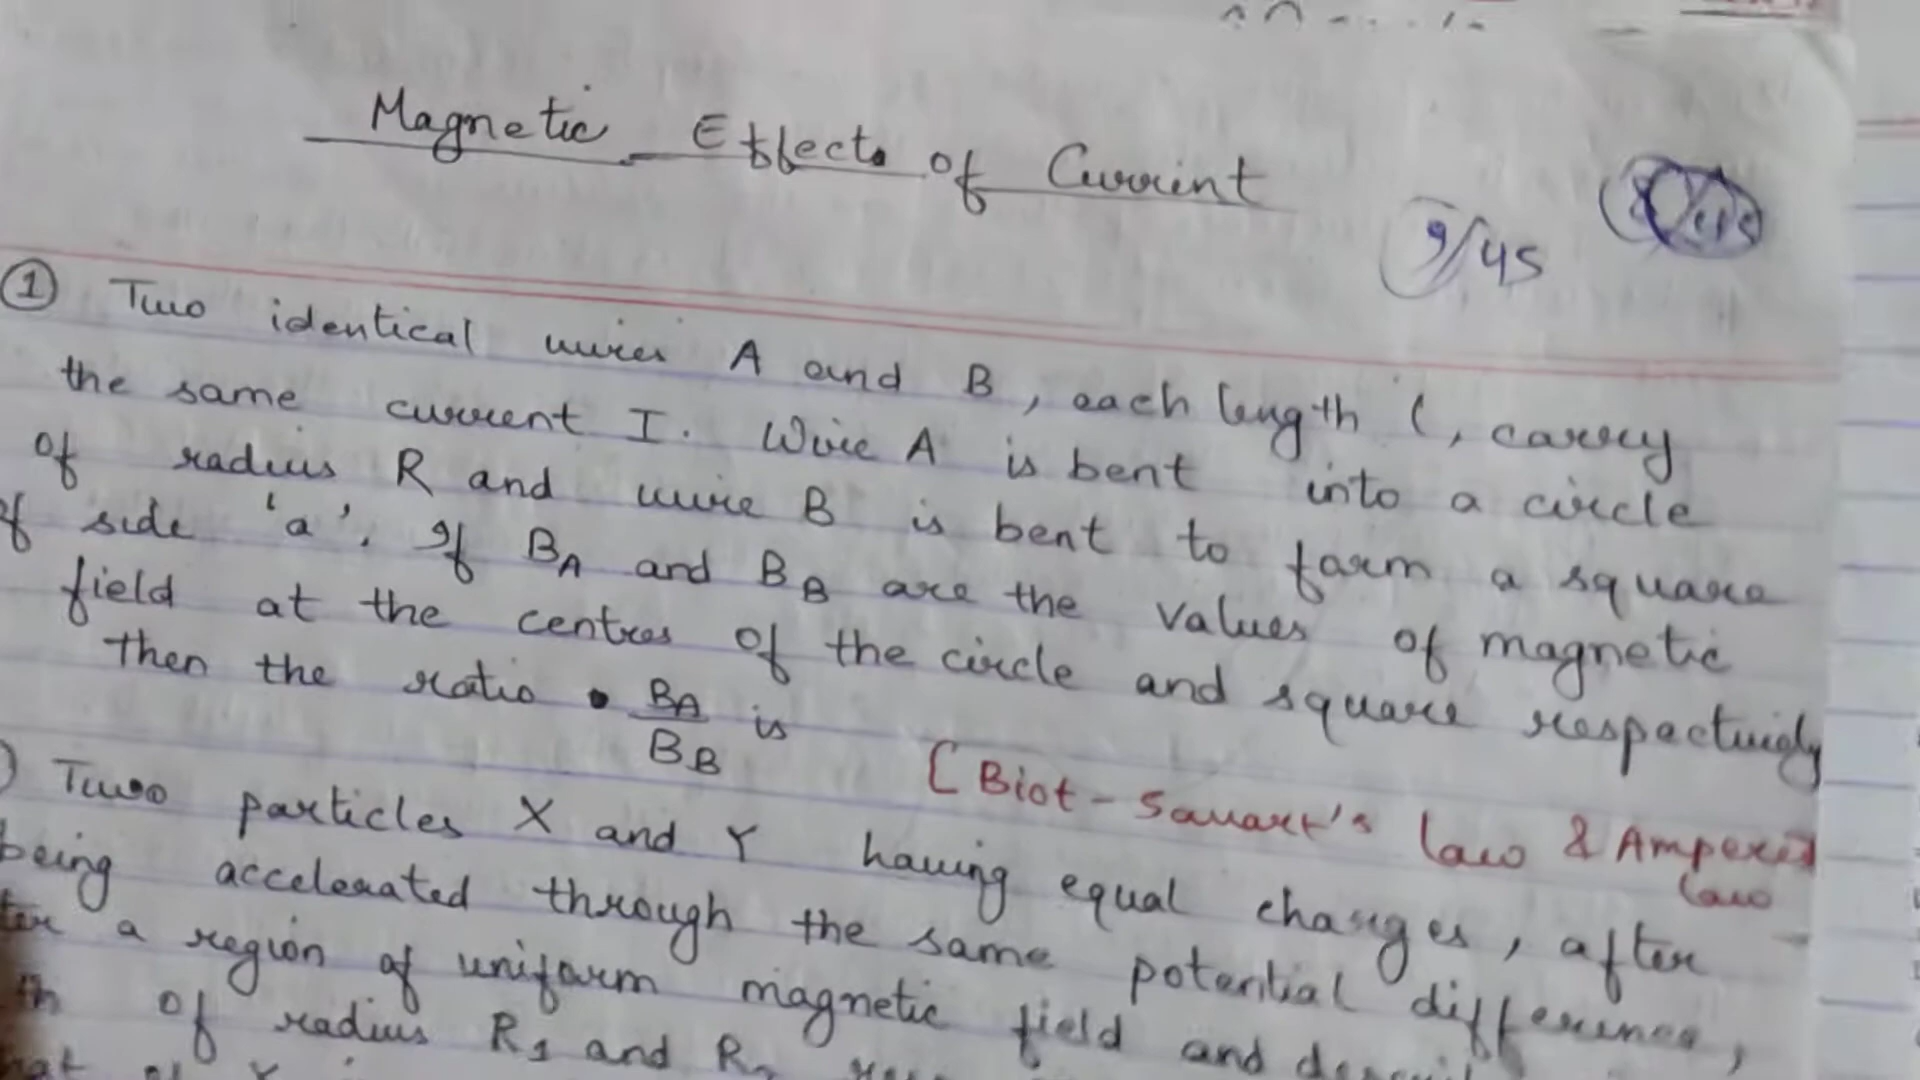 Magnetic Effects of Current
9/45
① Two identical wires A and B, each length l, carry
the same current I. Wire A is bent into a circle
of radius R and wire B is bent to form a square
of side 'a'. If BA and BB are the values of magnetic
field at the centres of the circle and square respectively
then the ratio BA/BB is
[Biot-Savart's law & Ampere's
law
Two particles X and Y having equal charges, after
being accelerated through the same potential difference,
a region of uniform magnetic field and
of radius R1 and R2